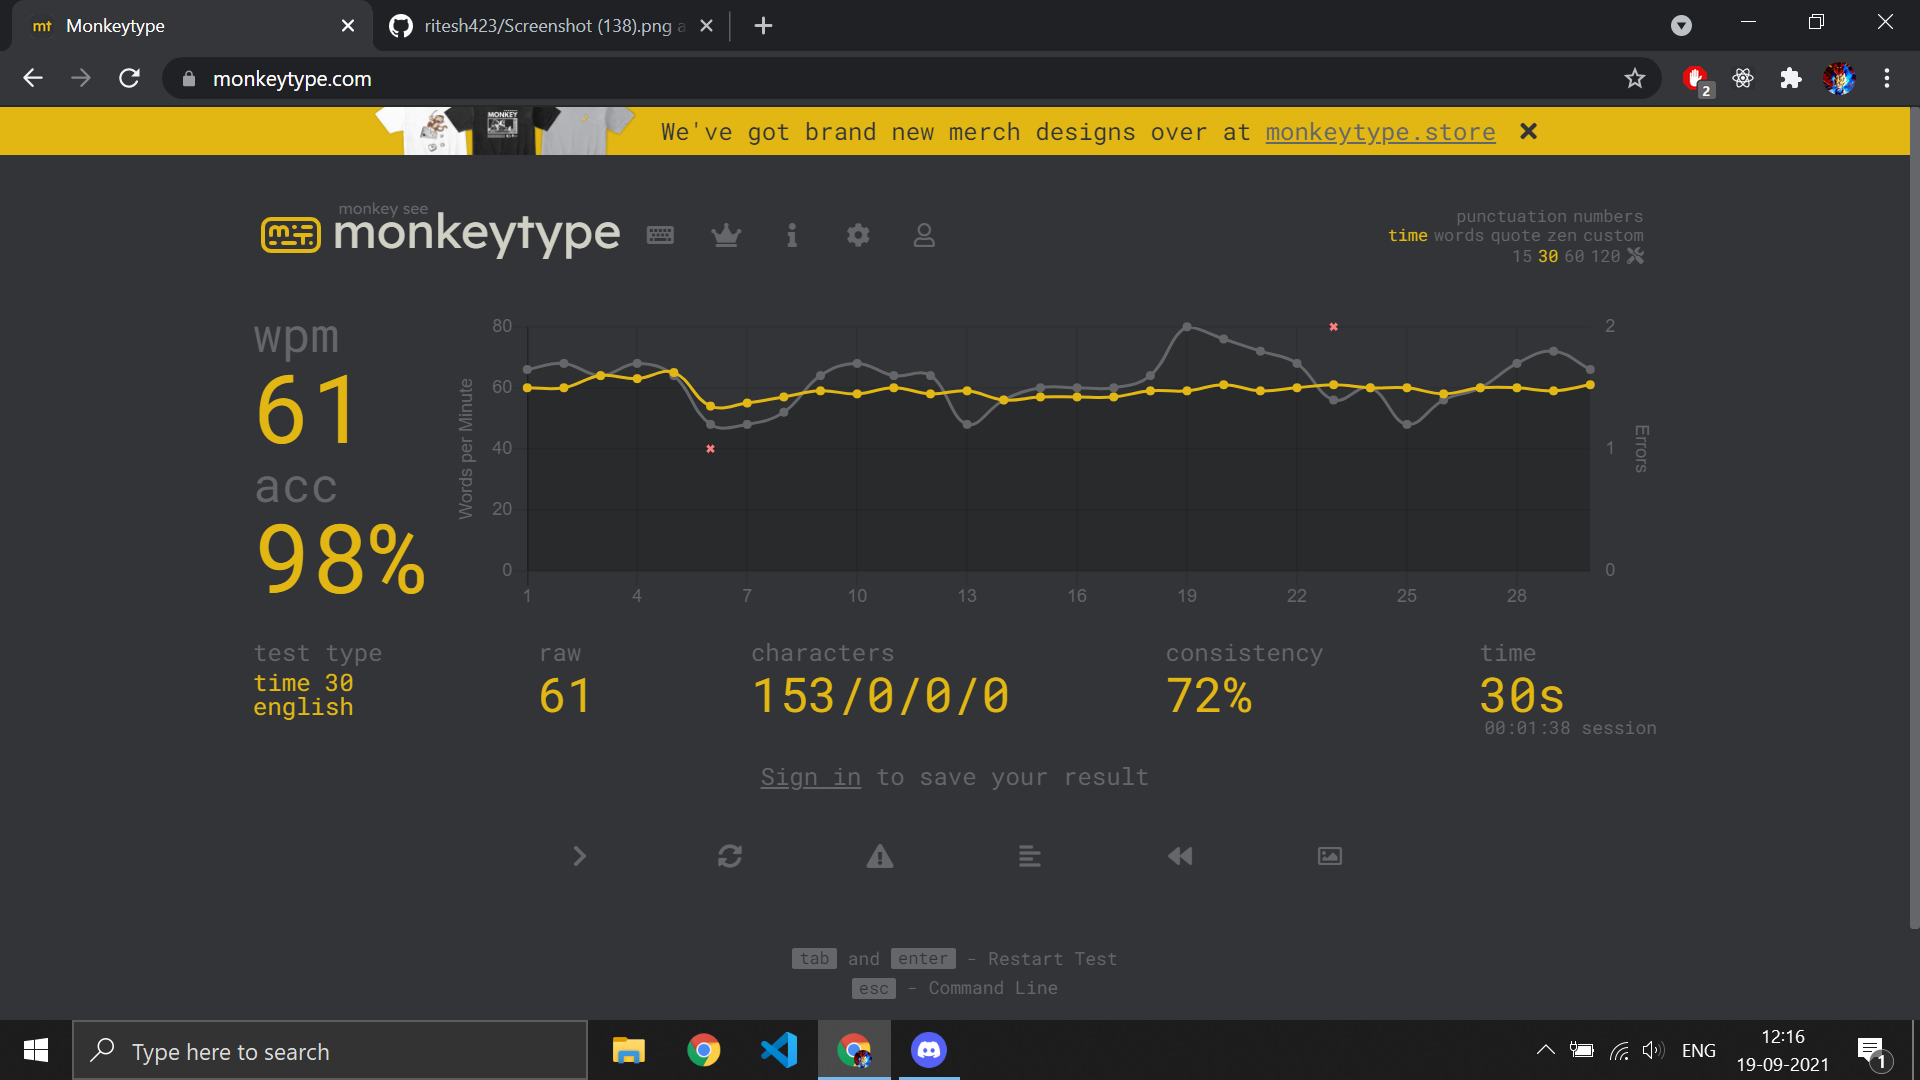 mt Monkeytype
ritesh423/Screenshot (138).png a
monkeytype.com
2
MONKEY
We've got brand new merch designs over at monkeytype.store
monkey see
monkeytype
punctuation numbers
time words quote zen custom
15 30 60 120
wpm
61
acc
98%
Words per Minute
80
60
40
20
0
1 4 7 10 13 16 19 22 25 28
2
1
0
Errors
test type
time 30
english
raw
61
characters
153/0/0/0
consistency
72%
time
30s
00:01:38 session
Sign in to save your result
tab and enter - Restart Test
esc - Command Line
Type here to search
ENG
12:16
19-09-2021
1